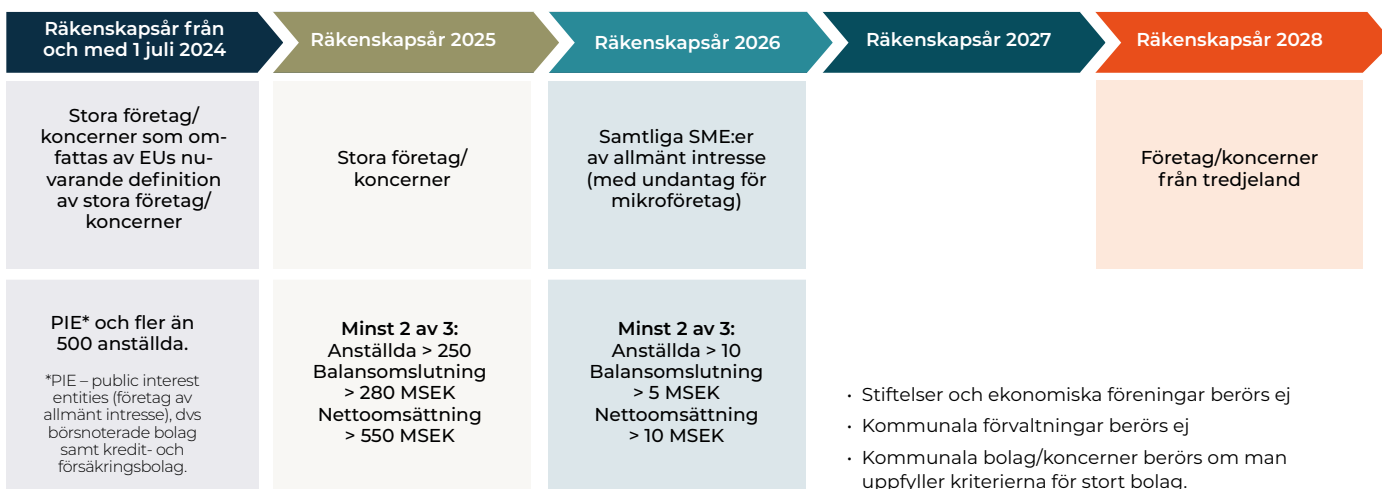 Räkenskapsår från
och med 1 juli 2024
Räkenskapsår 2025
Räkenskapsår 2026
Räkenskapsår 2027
Räkenskapsår 2028
Stora företag/
koncerner som om-
fattas av EUs nu-
varande definition
av stora företag/
koncerner
Stora företag/
koncerner
Samtliga SME:er
av allmänt intresse
(med undantag för
mikroföretag)
Företag/koncerner
från tredjeland
PIE* och fler än
500 anställda.
*PIE – public interest
entities (företag av
allmänt intresse), dvs
börsnoterade bolag
samt kredit- och
försäkringsbolag.
Minst 2 av 3:
Anställda > 250
Balansomslutning
> 280 MSEK
Nettoomsättning
> 550 MSEK
Minst 2 av 3:
Anställda > 10
Balansomslutning
> 5 MSEK
Nettoomsättning
> 10 MSEK
• Stiftelser och ekonomiska föreningar berörs ej
• Kommunala förvaltningar berörs ej
• Kommunala bolag/koncerner berörs om man
uppfyller kriterierna för stort bolag.